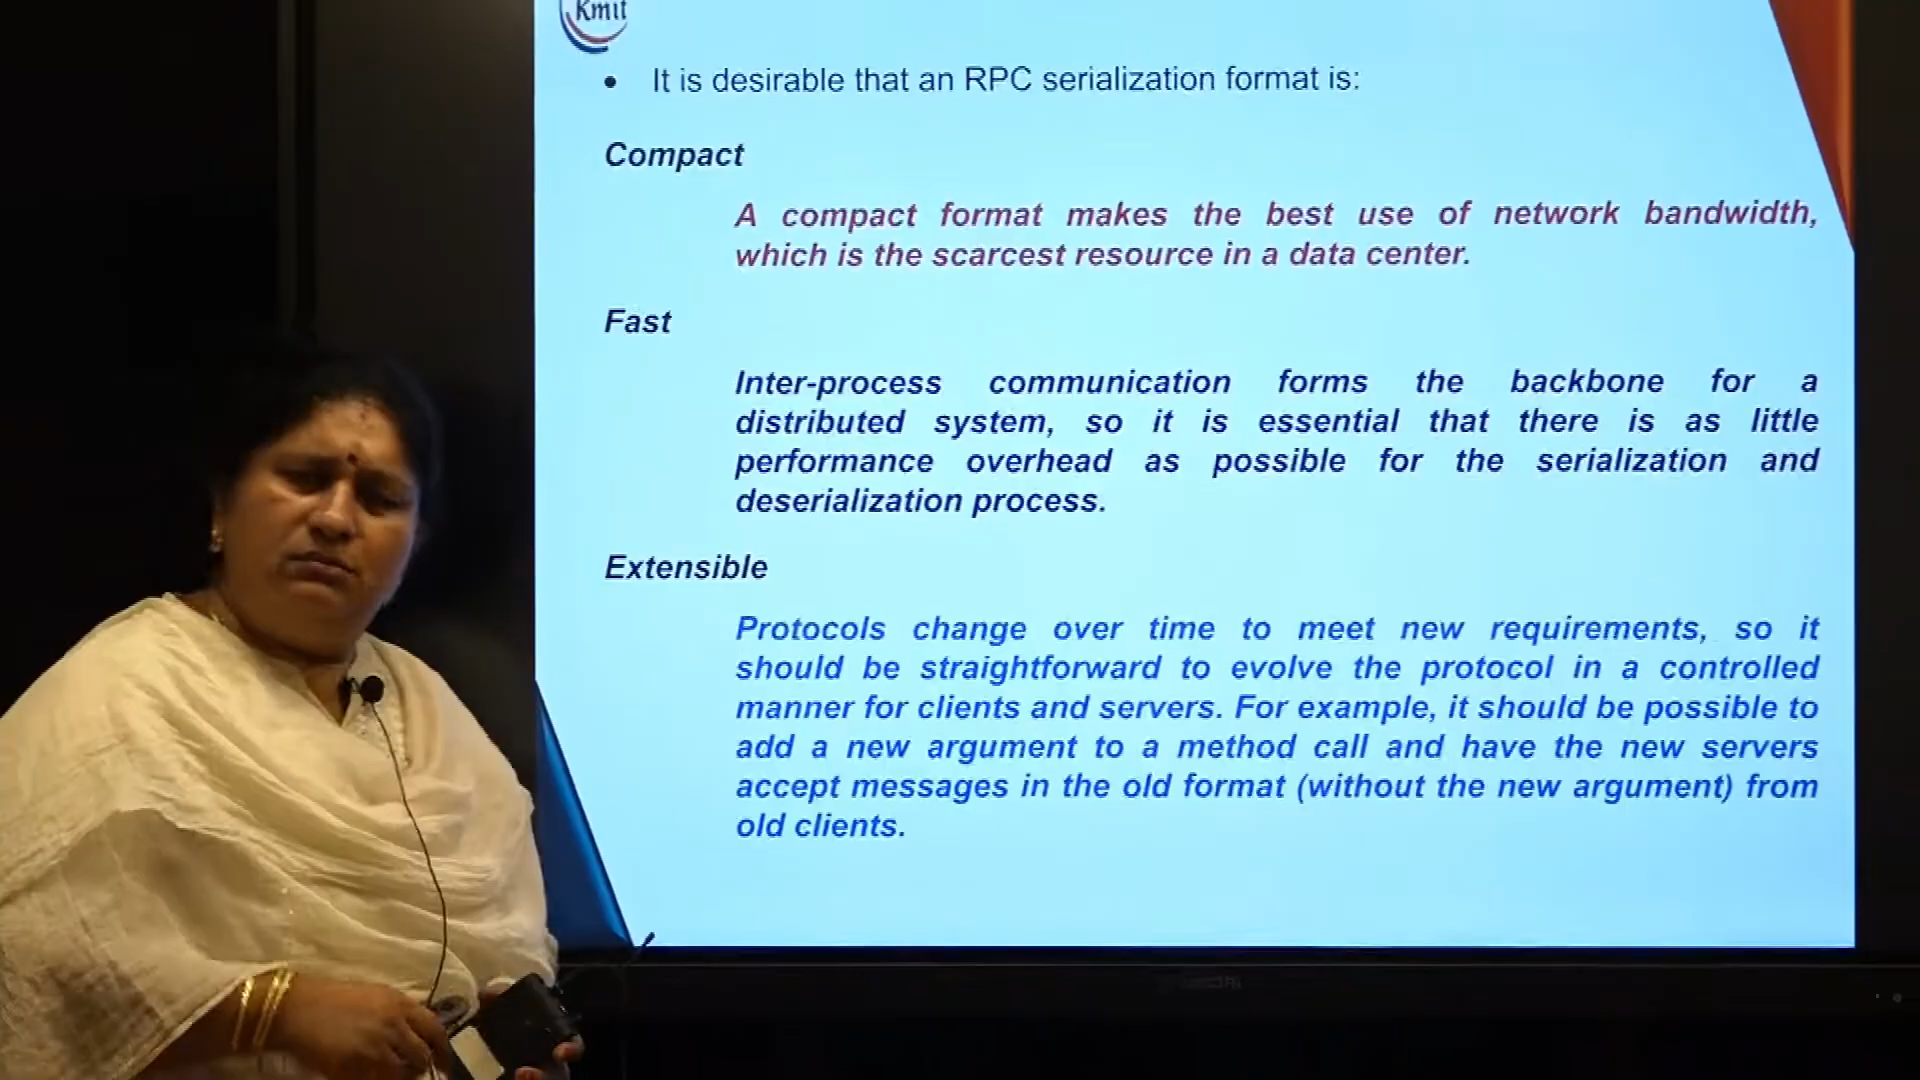 Kmit
• It is desirable that an RPC serialization format is:
Compact
A compact format makes the best use of network bandwidth,
which is the scarcest resource in a data center.
Fast
Inter-process communication forms the backbone for a
distributed system, so it is essential that there is as little
performance overhead as possible for the serialization and
deserialization process.
Extensible
Protocols change over time to meet new requirements, so it
should be straightforward to evolve the protocol in a controlled
manner for clients and servers. For example, it should be possible to
add a new argument to a method call and have the new servers
accept messages in the old format (without the new argument) from
old clients.